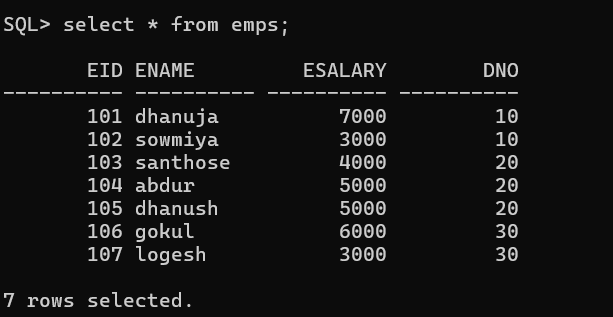 SQL> select * from emps;
       EID ENAME         ESALARY        DNO
---------- ---------- ---------- ----------
       101 dhanuja          7000         10
       102 sowmiya          3000         10
       103 santhose         4000         20
       104 abdur            5000         20
       105 dhanush          5000         20
       106 gokul            6000         30
       107 logesh           3000         30
7 rows selected.